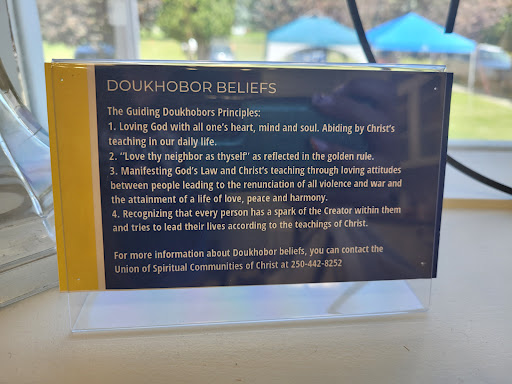 DOUKHOBOR BELIEFS
The Guiding Doukhobors Principles:
1. Loving God with all one's heart, mind and soul. Abiding by Christ's
teaching in our daily life.
2. "Love thy neighbor as thyself" as reflected in the golden rule.
3. Manifesting God's Law and Christ's teaching through loving attitudes
between people leading to the renunciation of all violence and war and
the attainment of a life of love, peace and harmony.
4. Recognizing that every person has a spark of the Creator within them
and tries to lead their lives according to the teachings of Christ.
For more information about Doukhobor beliefs, you can contact the
Union of Spiritual Communities of Christ at 250-442-8252